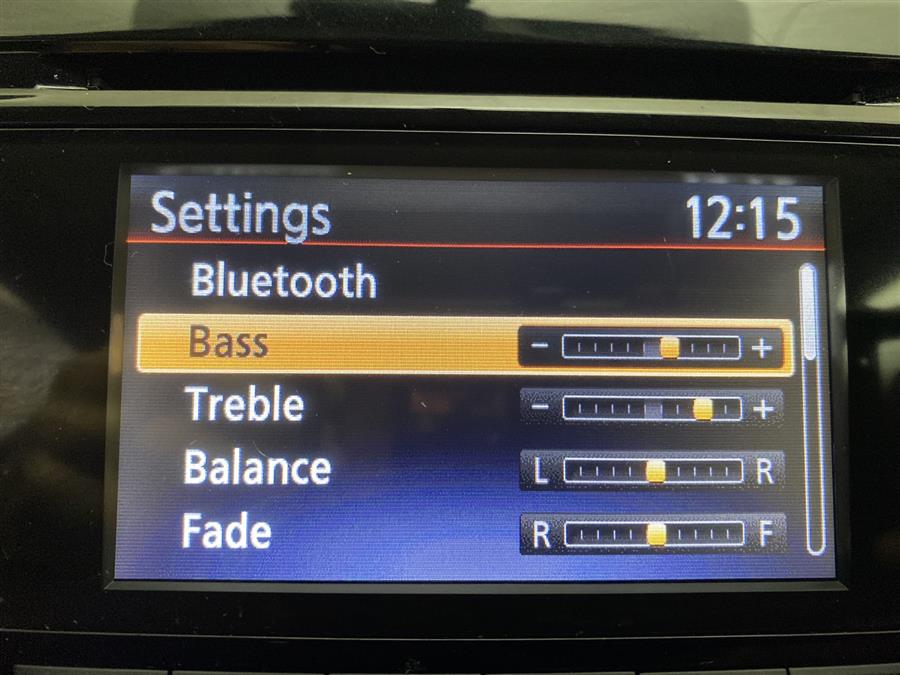 Settings 12:15
Bluetooth
Bass - +
Treble - +
Balance L R
Fade R F